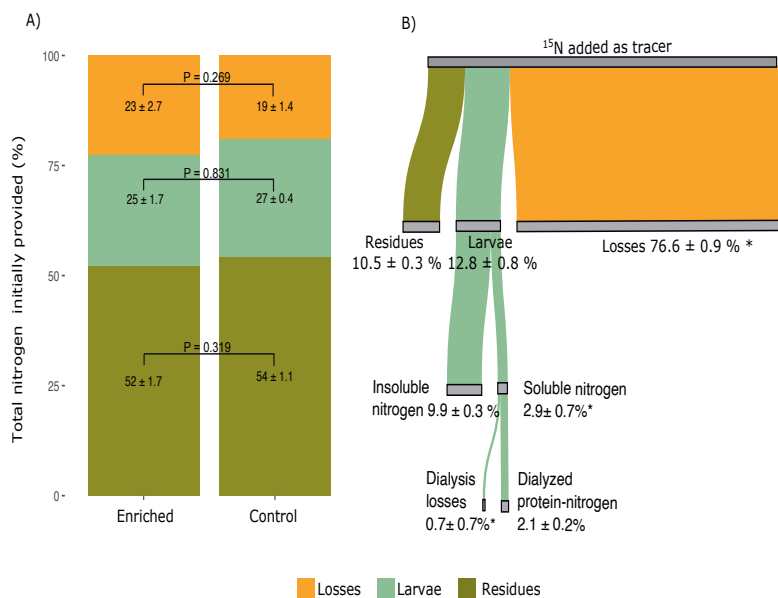 A)
Total nitrogen initially provided (%)
100
75
50
25
0
P = 0.269
23 ± 2.7
19 ± 1.4
P = 0.831
25 ± 1.7
27 ± 0.4
P = 0.319
52 ± 1.7
54 ± 1.1
Enriched
Control
B)
15N added as tracer
Residues
10.5 ± 0.3 %
Larvae
12.8 ± 0.8 %
Losses 76.6 ± 0.9 % *
Insoluble
nitrogen 9.9 ± 0.3 %
Soluble nitrogen
2.9± 0.7%*
Dialysis
losses
0.7± 0.7%*
Dialyzed
protein-nitrogen
2.1 ± 0.2%
Losses
Larvae
Residues